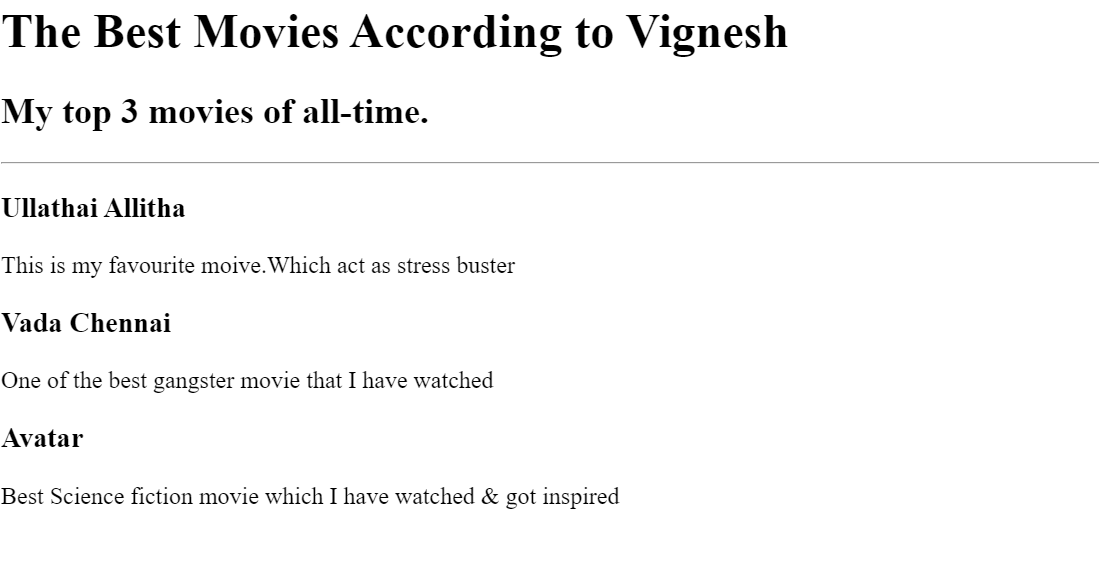 The Best Movies According to Vignesh
My top 3 movies of all-time.
Ullathai Allitha
This is my favourite moive.Which act as stress buster
Vada Chennai
One of the best gangster movie that I have watched
Avatar
Best Science fiction movie which I have watched & got inspired